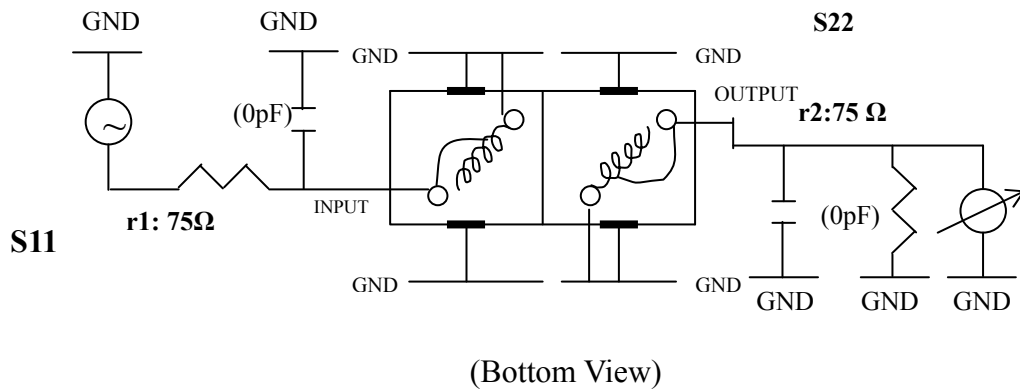 GND
GND
S22
GND
GND
(0pF)
OUTPUT
r2:75 Ω
INPUT
r1: 75Ω
(0pF)
S11
GND
GND
GND
GND
GND
(Bottom View)